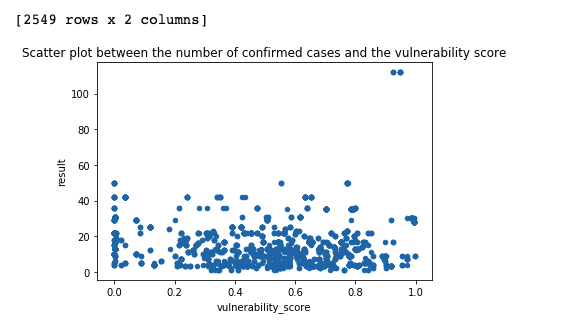 [2549 rows x 2 columns]
Scatter plot between the number of confirmed cases and the vulnerability score
100
80
60
40
20
0
result
0.0 0.2 0.4 0.6 0.8 1.0
vulnerability_score